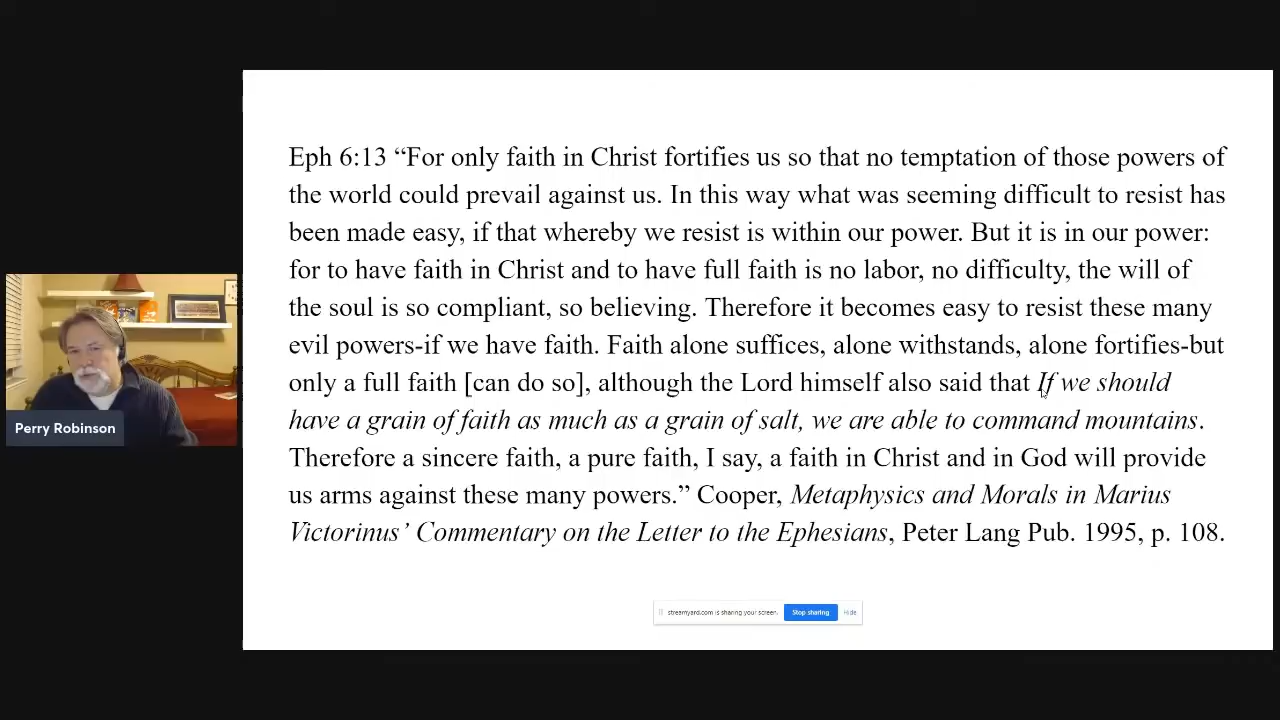 Eph 6:13 “For only faith in Christ fortifies us so that no temptation of those powers of
the world could prevail against us. In this way what was seeming difficult to resist has
been made easy, if that whereby we resist is within our power. But it is in our power:
for to have faith in Christ and to have full faith is no labor, no difficulty, the will of
the soul is so compliant, so believing. Therefore it becomes easy to resist these many
evil powers-if we have faith. Faith alone suffices, alone withstands, alone fortifies-but
only a full faith [can do so], although the Lord himself also said that If we should
have a grain of faith as much as a grain of salt, we are able to command mountains.
Therefore a sincere faith, a pure faith, I say, a faith in Christ and in God will provide
us arms against these many powers.” Cooper, Metaphysics and Morals in Marius
Victorinus’ Commentary on the Letter to the Ephesians, Peter Lang Pub. 1995, p. 108.
Perry Robinson
streamyard.com is sharing your screen. Stop sharing Hide